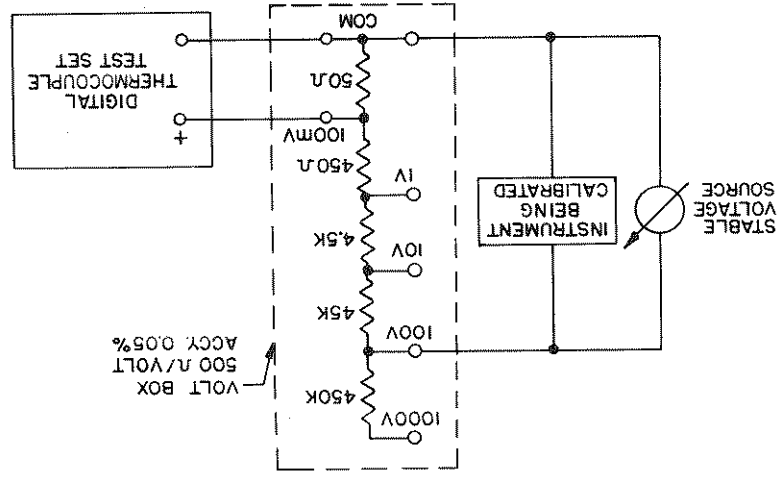 1000V
450K
VOLT BOX
500 Ω/VOLT
ACCY. 0.05%
100V
45K
10V
4.5K
1V
450Ω
100mV
50Ω
COM
STABLE
VOLTAGE
SOURCE
INSTRUMENT
BEING
CALIBRATED
+
DIGITAL
THERMOCOUPLE
TEST SET